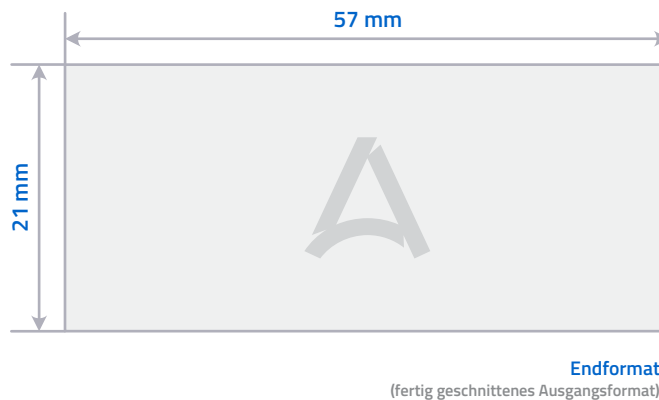 57 mm
21 mm
Endformat
(fertig geschnittenes Ausgangsformat)